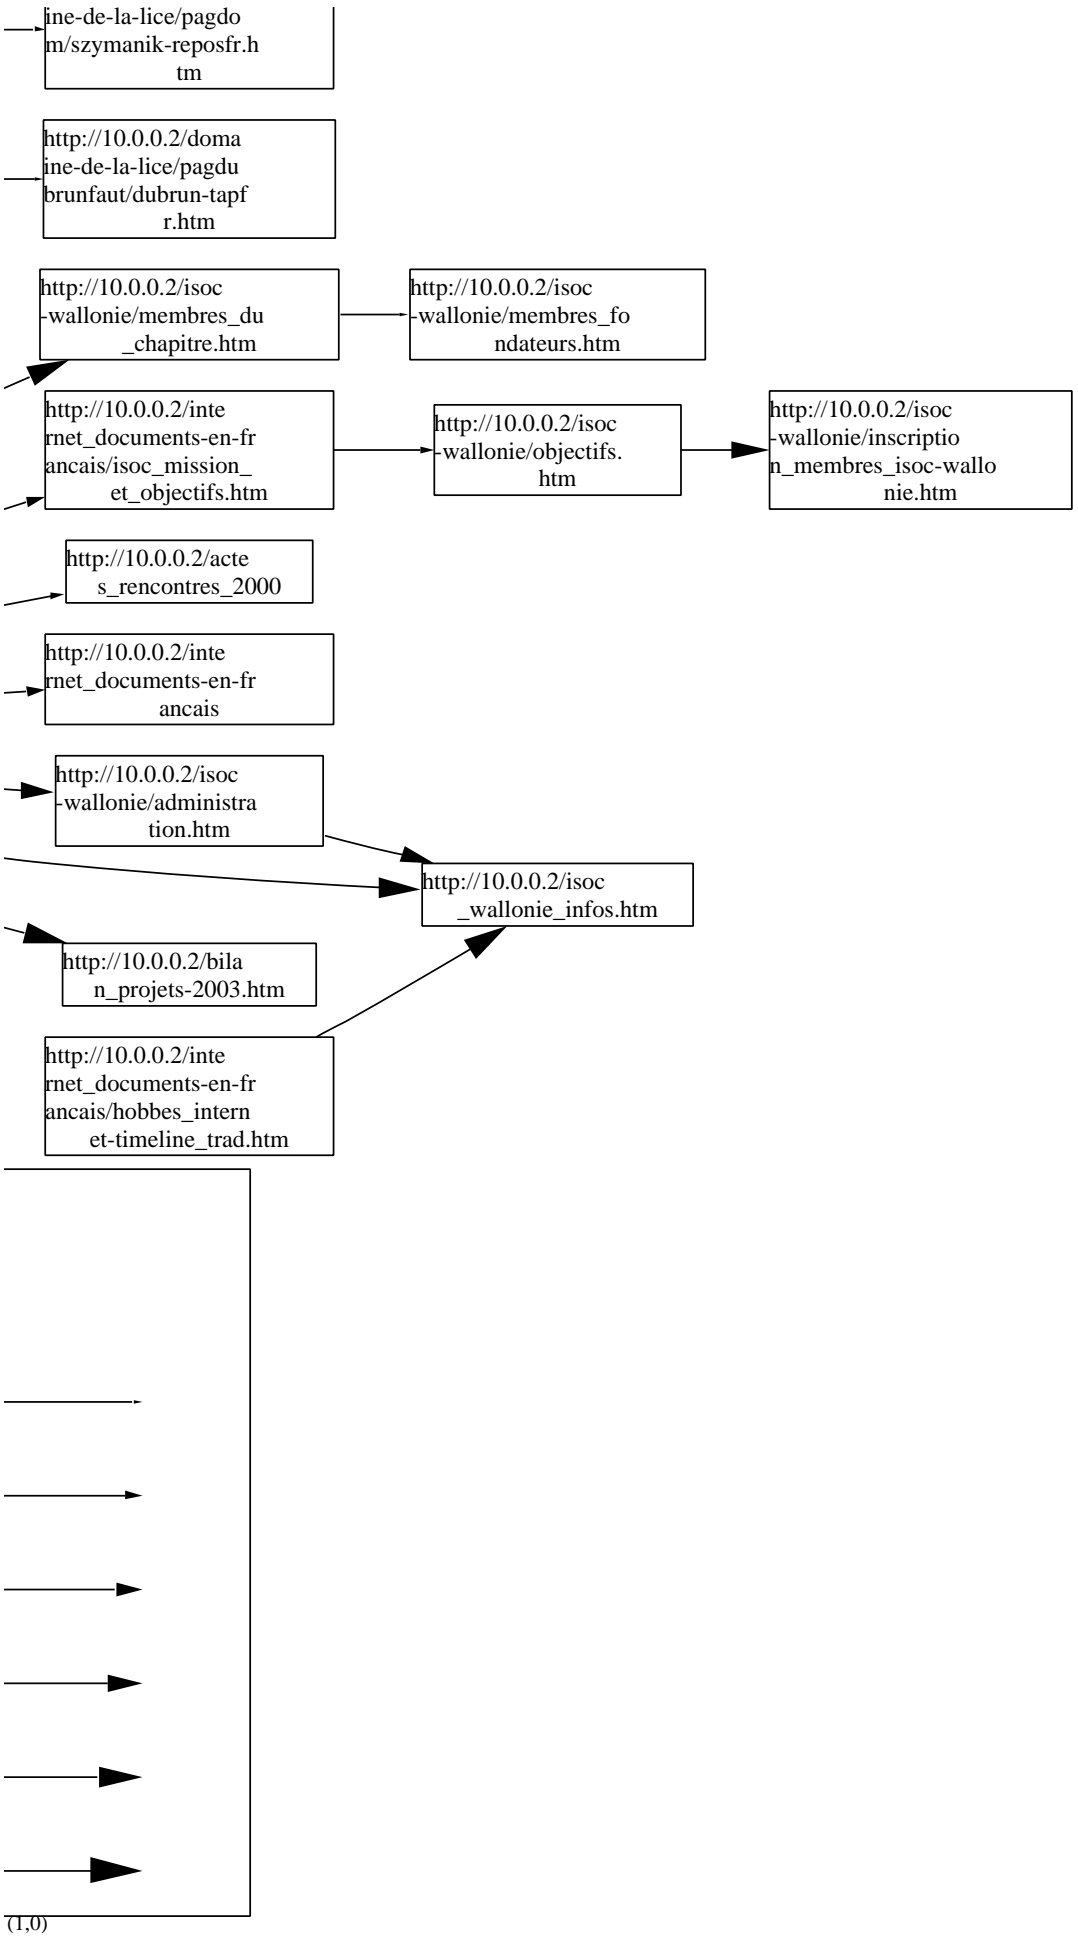 ine-de-la-lice/pagdo
m/szymanik-reposfr.h
tm
http://10.0.0.2/doma
ine-de-la-lice/pagdu
brunfaut/dubrun-tapf
r.htm
http://10.0.0.2/isoc
-wallonie/membres_du
_chapitre.htm
http://10.0.0.2/isoc
-wallonie/membres_fo
ndateurs.htm
http://10.0.0.2/inte
rnet_documents-en-fr
ancais/isoc_mission_
et_objectifs.htm
http://10.0.0.2/isoc
-wallonie/objectifs.
htm
http://10.0.0.2/isoc
-wallonie/inscriptio
n_membres_isoc-wallo
nie.htm
http://10.0.0.2/acte
s_rencontres_2000
http://10.0.0.2/inte
rnet_documents-en-fr
ancais
http://10.0.0.2/isoc
-wallonie/administra
tion.htm
http://10.0.0.2/isoc
_wallonie_infos.htm
http://10.0.0.2/bila
n_projets-2003.htm
http://10.0.0.2/inte
rnet_documents-en-fr
ancais/hobbes_intern
et-timeline_trad.htm
(1,0)